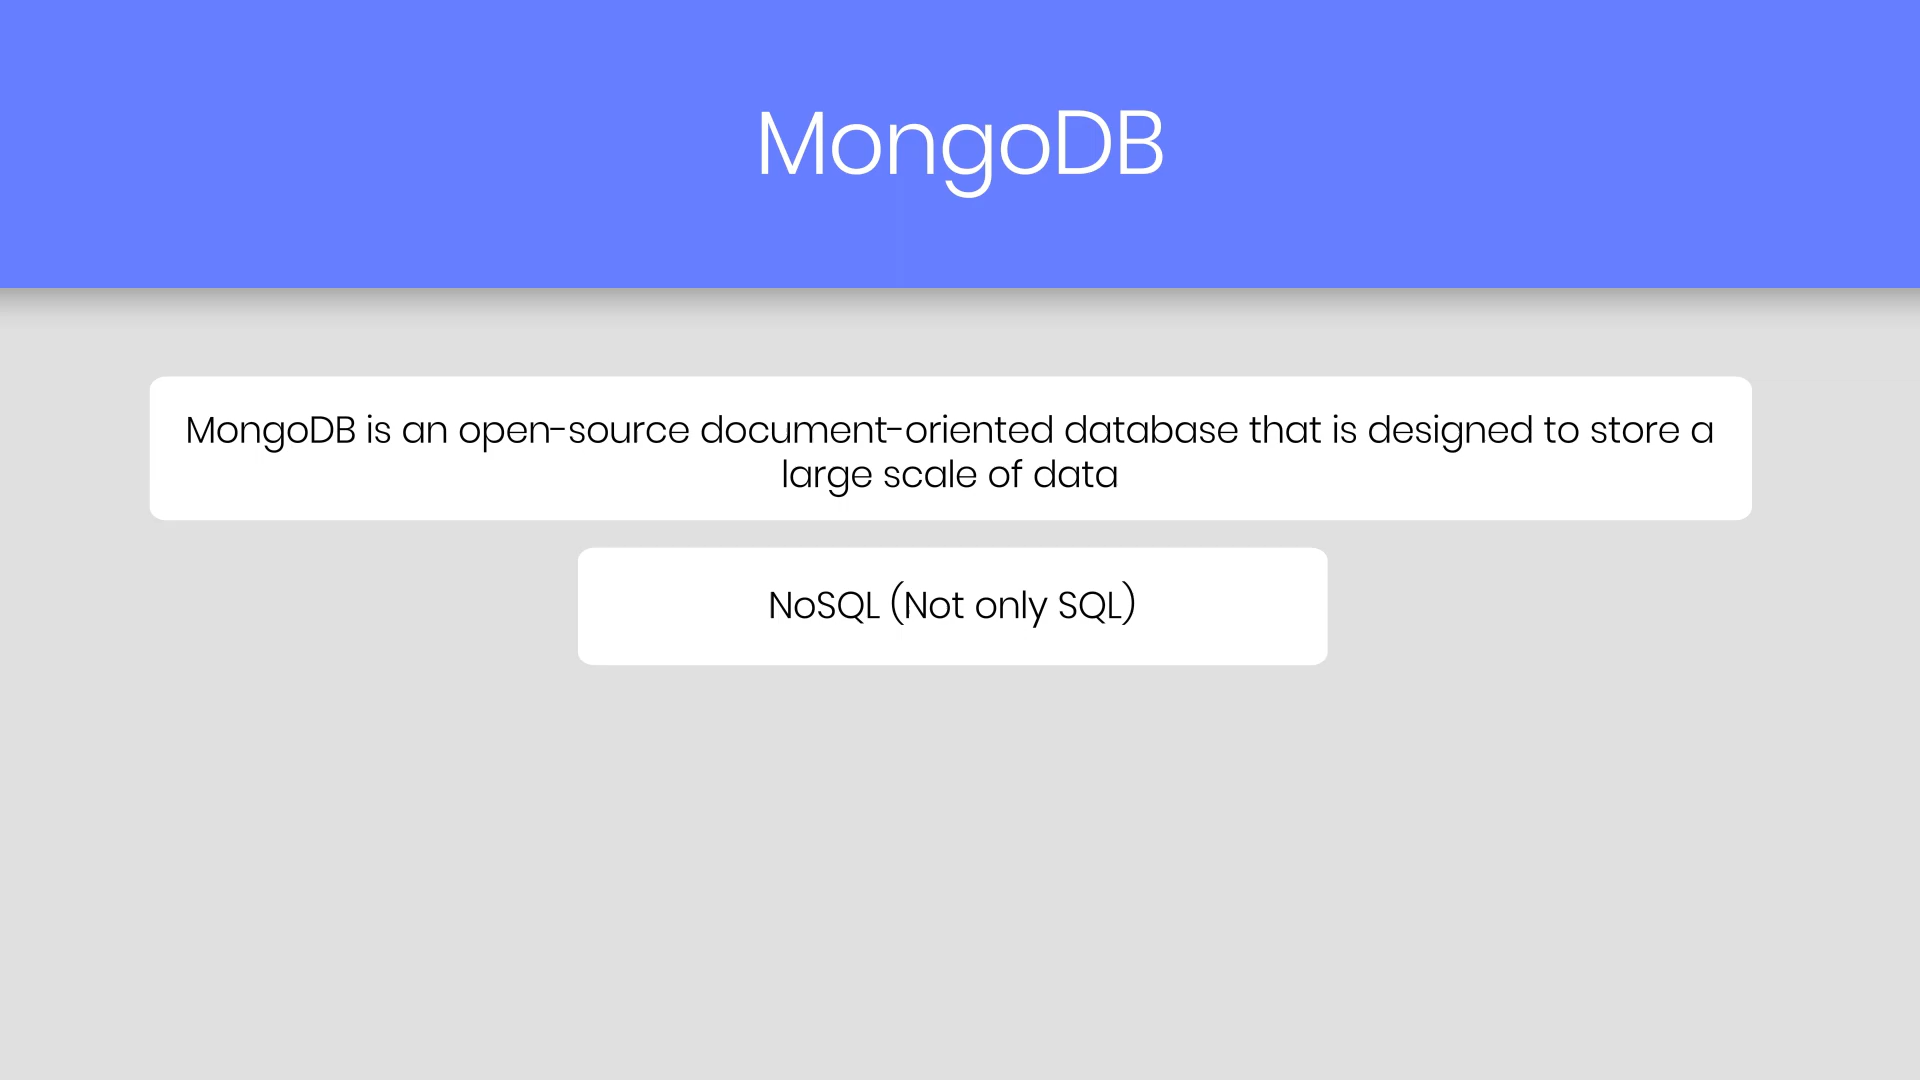 MongoDB
MongoDB is an open-source document-oriented database that is designed to store a
large scale of data
NoSQL (Not only SQL)